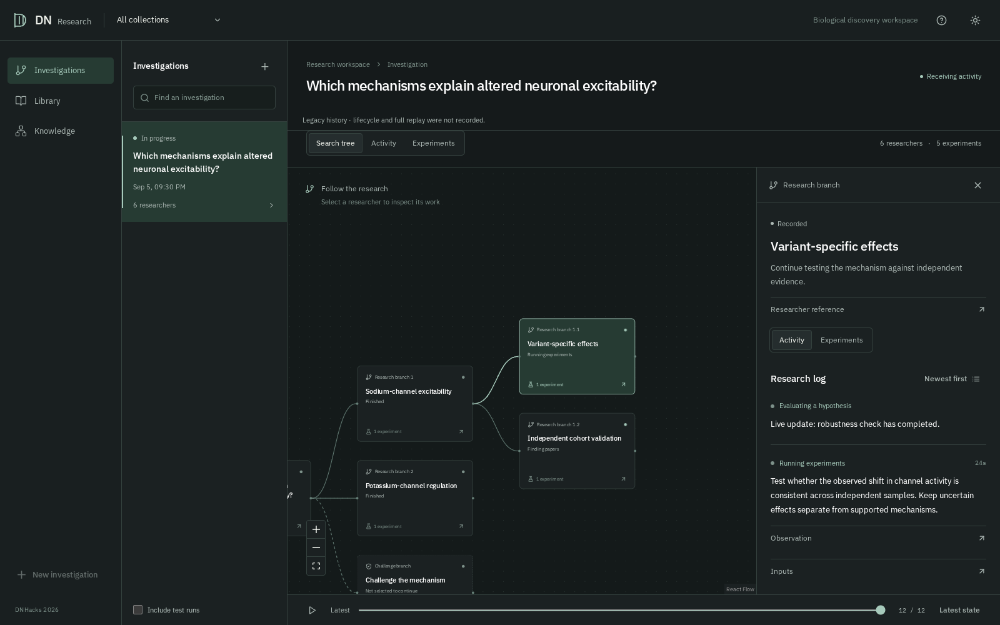 DN Research
All collections
Biological discovery workspace
Investigations
Library
Knowledge
New investigation
DNHacks 2026
Investigations
Find an investigation
In progress
Which mechanisms explain altered
neuronal excitability?
Sep 5, 09:30 PM
6 researchers
Include test runs
Research workspace > Investigation
Which mechanisms explain altered neuronal excitability?
Receiving activity
Legacy history · lifecycle and full replay were not recorded.
Search tree
Activity
Experiments
6 researchers · 5 experiments
Follow the research
Select a researcher to inspect its work
y?
Research branch 1
Sodium-channel excitability
Finished
1 experiment
Research branch 2
Potassium-channel regulation
Finished
1 experiment
Challenge branch
Challenge the mechanism
Not selected to continue
Research branch 1.1
Variant-specific effects
Running experiments
1 experiment
Research branch 1.2
Independent cohort validation
Finding papers
1 experiment
React Flow
Research branch
Recorded
Variant-specific effects
Continue testing the mechanism against independent
evidence.
Researcher reference
Activity
Experiments
Research log
Newest first
Evaluating a hypothesis
Live update: robustness check has completed.
Running experiments
24s
Test whether the observed shift in channel activity is
consistent across independent samples. Keep uncertain
effects separate from supported mechanisms.
Observation
Inputs
Latest
12 / 12
Latest state